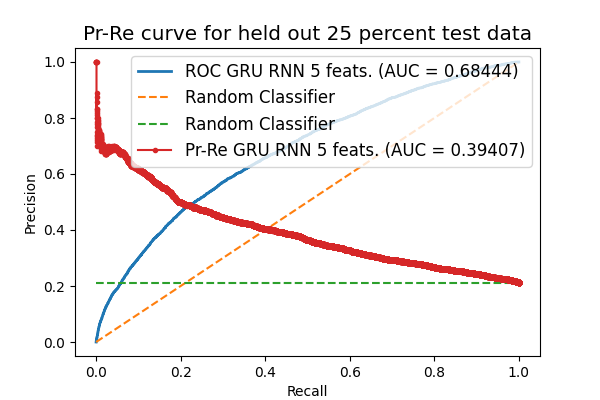 Pr-Re curve for held out 25 percent test data
ROC GRU RNN 5 feats. (AUC = 0.68444)
Random Classifier
Random Classifier
Pr-Re GRU RNN 5 feats. (AUC = 0.39407)
Precision
1.0
0.8
0.6
0.4
0.2
0.0
0.0 0.2 0.4 0.6 0.8 1.0
Recall